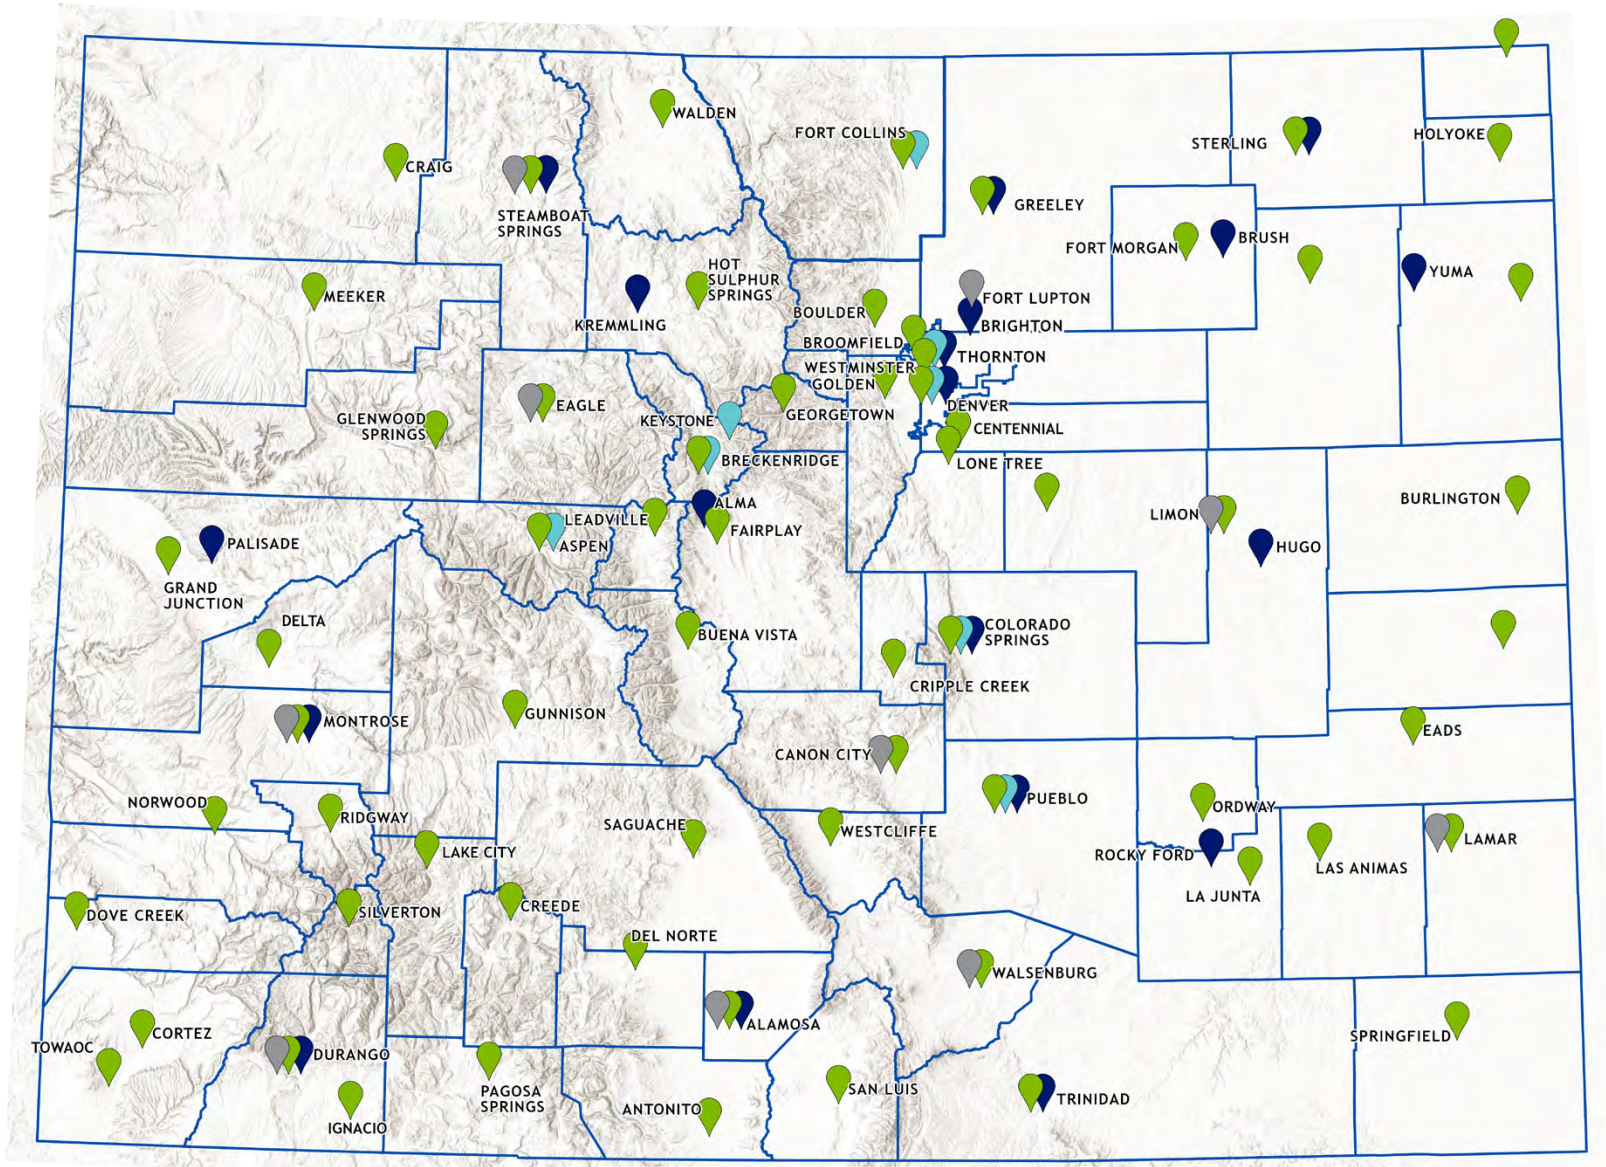 WALDEN
FORT COLLINS
STERLING
HOLYOKE
CRAIG
STEAMBOAT
SPRINGS
GREELEY
FORT MORGAN
BRUSH
YUMA
MEEKER
HOT
SULPHUR
SPRINGS
KREMMLING
BOULDER
FORT LUPTON
BRIGHTON
BROOMFIELD
THORNTON
WESTMINSTER
GOLDEN
DENVER
GEORGETOWN
EAGLE
GLENWOOD
SPRINGS
KEYSTONE
CENTENNIAL
BRECKENRIDGE
LONE TREE
BURLINGTON
ALMA
LEADVILLE
FAIRPLAY
ASPEN
LIMON
HUGO
PALISADE
GRAND
JUNCTION
DELTA
BUENA VISTA
COLORADO
SPRINGS
CRIPPLE CREEK
GUNNISON
MONTROSE
EADS
CANON CITY
NORWOOD
RIDGWAY
PUEBLO
ORDWAY
SAGUACHE
WESTCLIFFE
LAKE CITY
ROCKY FORD
LAS ANIMAS
LAMAR
LA JUNTA
DOVE CREEK
SILVERTON
CREEDE
DEL NORTE
WALSENBURG
CORTEZ
ALAMOSA
TOWAOC
DURANGO
SPRINGFIELD
PAGOSA
SPRINGS
SAN LUIS
TRINIDAD
ANTONITO
IGNACIO